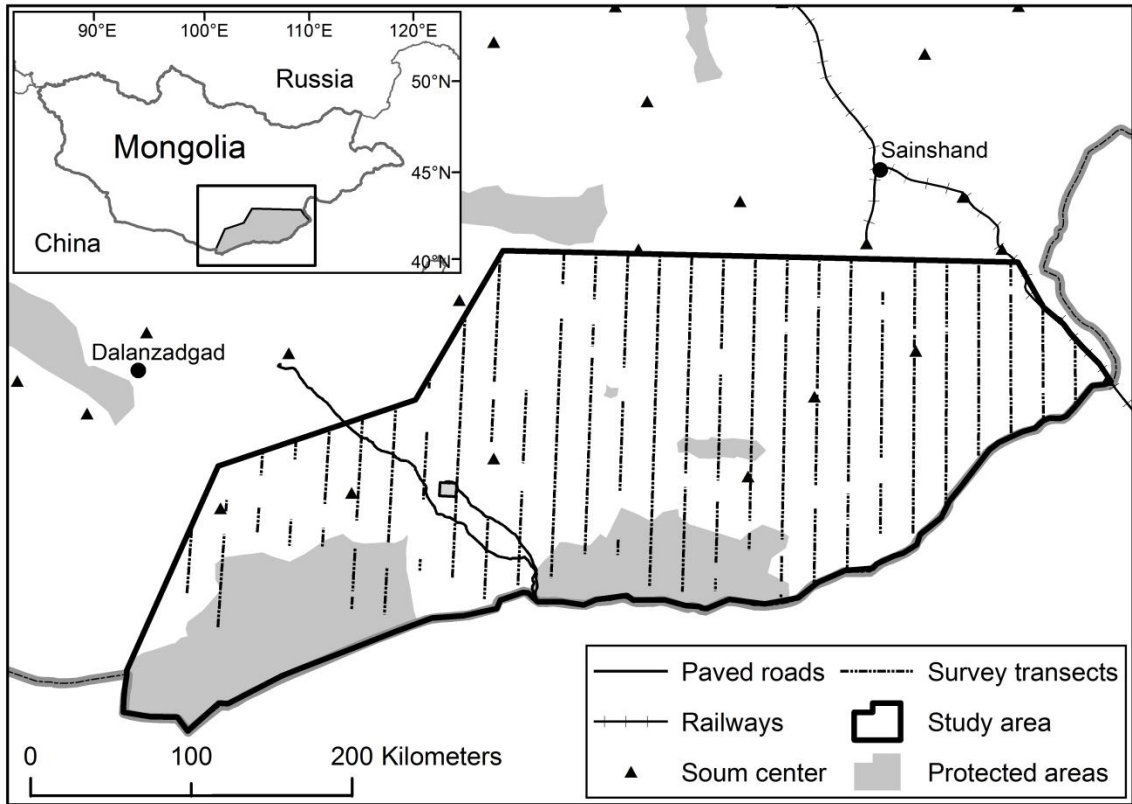 90°E 100°E 110°E 120°E
Russia
50°N
Mongolia
45°N
China
40°N
Sainshand
Dalanzadgad
Paved roads
Survey transects
Railways
Study area
Soum center
Protected areas
0 100 200 Kilometers